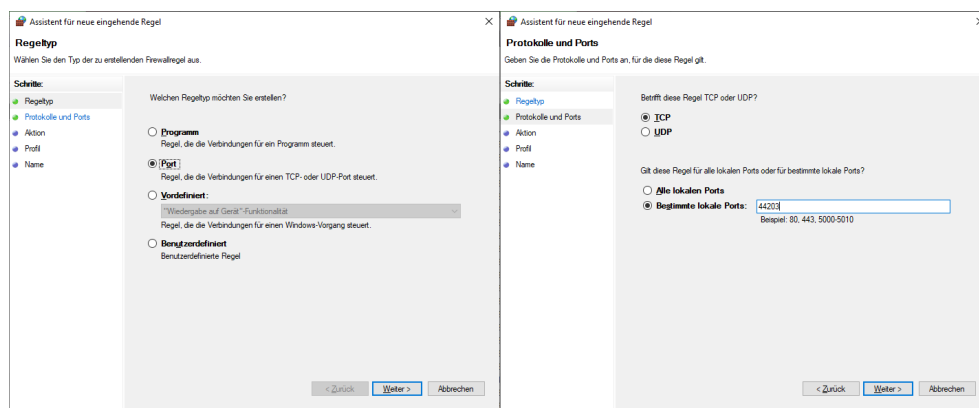 Assistent für neue eingehende Regel
Regeltyp
Wählen Sie den Typ der zu erstellenden Firewallregel aus.
Schritte:
Regeltyp
Protokolle und Ports
Aktion
Profil
Name
Welchen Regeltyp möchten Sie erstellen?
Programm
Regel, die die Verbindungen für ein Programm steuert.
Port
Regel, die die Verbindungen für einen TCP- oder UDP-Port steuert.
Vordefiniert:
"Wiedergabe auf Gerät"-Funktionalität
Regel, die die Verbindungen für einen Windows-Vorgang steuert.
Benutzerdefiniert
Benutzerdefinierte Regel
< Zurück
Weiter >
Abbrechen
Assistent für neue eingehende Regel
Protokolle und Ports
Geben Sie die Protokolle und Ports an, für die diese Regel gilt.
Schritte:
Regeltyp
Protokolle und Ports
Aktion
Profil
Name
Betrifft diese Regel TCP oder UDP?
TCP
UDP
Gilt diese Regel für alle lokalen Ports oder für bestimmte lokale Ports?
Alle lokalen Ports
Bestimmte lokale Ports: 44203
Beispiel: 80, 443, 5000-5010
< Zurück
Weiter >
Abbrechen